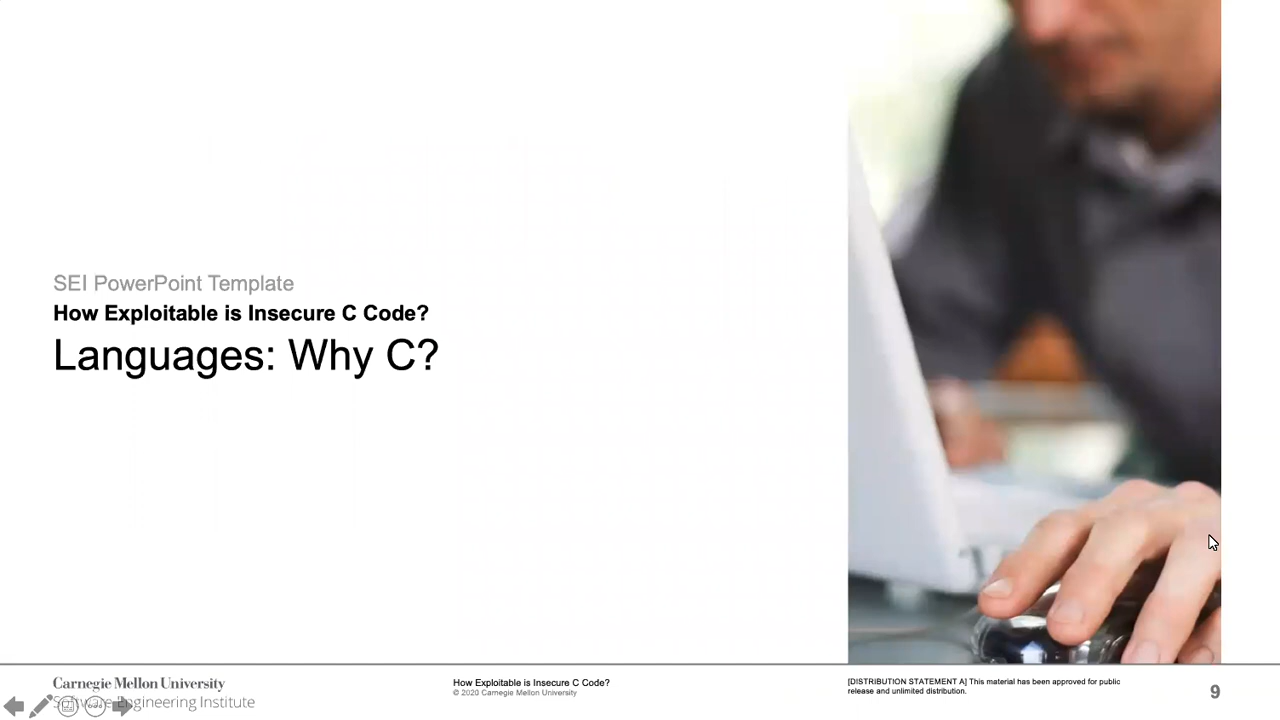 SEI PowerPoint Template
How Exploitable is Insecure C Code?
Languages: Why C?
Carnegie Mellon University
Software Engineering Institute
How Exploitable is Insecure C Code?
© 2020 Carnegie Mellon University
[DISTRIBUTION STATEMENT A] This material has been approved for public
release and unlimited distribution.
9